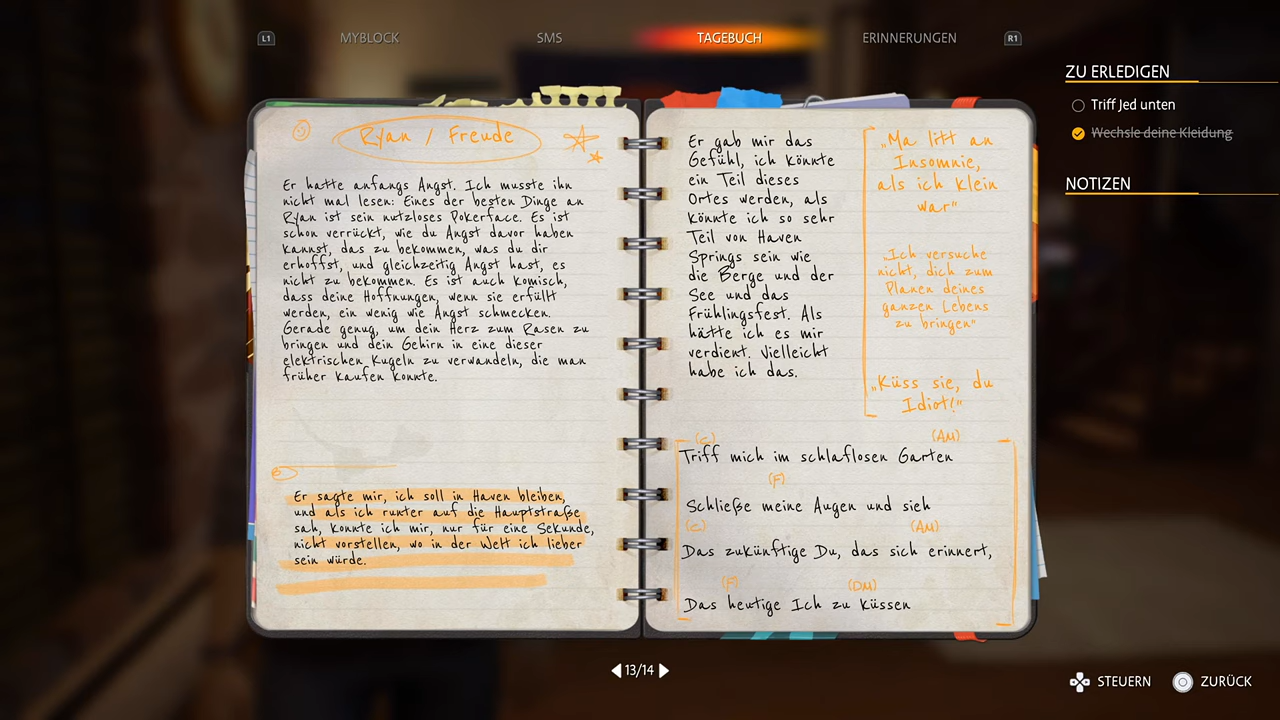 L1
MYBLOCK
SMS
TAGEBUCH
ERINNERUNGEN
R1
ZU ERLEDIGEN
Triff Jed unten
Wechsle deine Kleidung
NOTIZEN
Ryan / Freude
Er hatte anfangs Angst. Ich musste ihn
nicht mal lesen: Eines der besten Dinge an
Ryan ist sein nutzloses Pokerface. Es ist
schon verrückt, wie du Angst davor haben
kannst, das zu bekommen, was du dir
erhoffst, und gleichzeitig Angst hast, es
nicht zu bekommen. Es ist auch komisch,
dass deine Hoffnungen, wenn sie erfüllt
werden, ein wenig wie Angst schmecken.
Gerade genug, um dein Herz zum Rasen zu
bringen und dein Gehirn in eine dieser
elektrischen Kugeln zu verwandeln, die man
früher kaufen konnte.
Er sagte mir, ich soll in Haven bleiben,
und als ich runter auf die Hauptstraße
sah, konnte ich mir, nur für eine Sekunde,
nicht vorstellen, wo in der Welt ich lieber
sein würde.
Er gab mir das
Gefühl, ich könnte
ein Teil dieses
Ortes werden, als
könnte ich so sehr
Teil von Haven
Springs sein wie
die Berge und der
See und das
Frühlingsfest. Als
hätte ich es mir
verdient. Vielleicht
habe ich das.
„Ma litt an
Insomnie,
als ich klein
war"
„Ich versuche
nicht, dich zum
Planen deines
ganzen Lebens
zu bringen"
„Küss sie, du
Idiot!"
(C) (AM)
Triff mich im schlaflosen Garten
(F)
Schließe meine Augen und sieh
(C) (AM)
Das zukünftige Du, das sich erinnert,
(F) (DM)
Das heutige Ich zu küssen
13/14
STEUERN
ZURÜCK